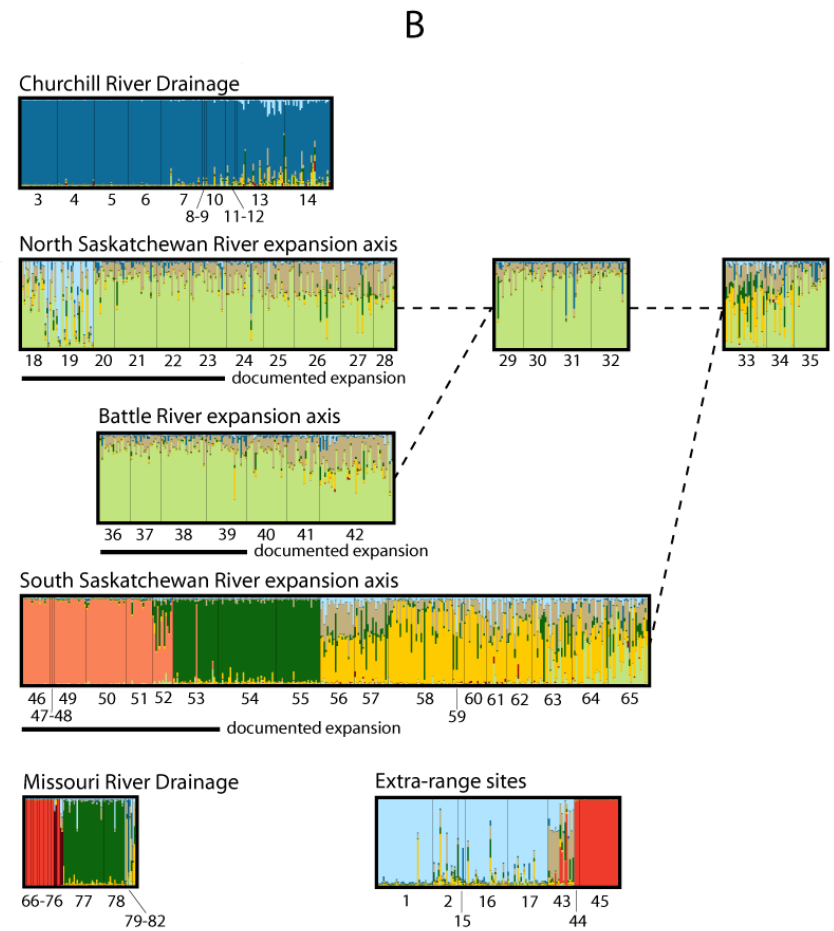 B
Churchill River Drainage
3 4 5 6 7 10 13 14
8-9 11-12
North Saskatchewan River expansion axis
18 19 20 21 22 23 24 25 26 27 28 29 30 31 32 33 34 35
documented expansion
Battle River expansion axis
36 37 38 39 40 41 42
documented expansion
South Saskatchewan River expansion axis
46 49 50 51 52 53 54 55 56 57 58 60 61 62 63 64 65
47-48 59
documented expansion
Missouri River Drainage
66-76 77 78
79-82
Extra-range sites
1 2 16 17 43 45
15 44